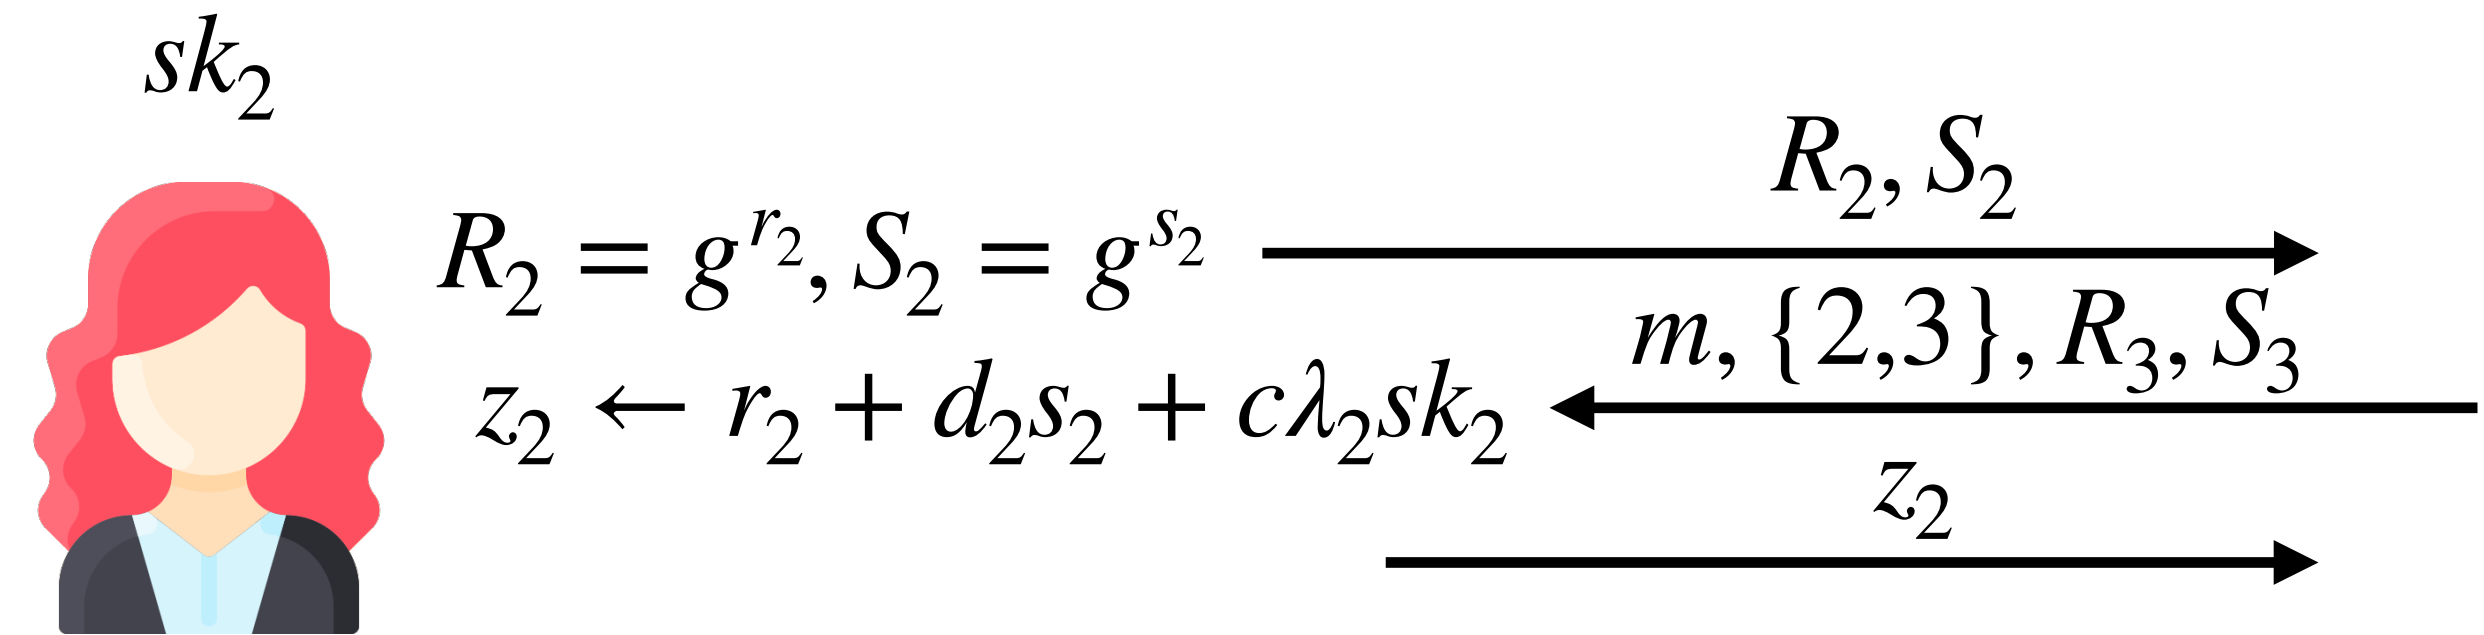 sk₂
R₂, S₂
R₂ = g^{r₂}, S₂ = g^{s₂}
m, {2,3}, R₃, S₃
z₂ ← r₂ + d₂s₂ + cλ₂sk₂
z₂